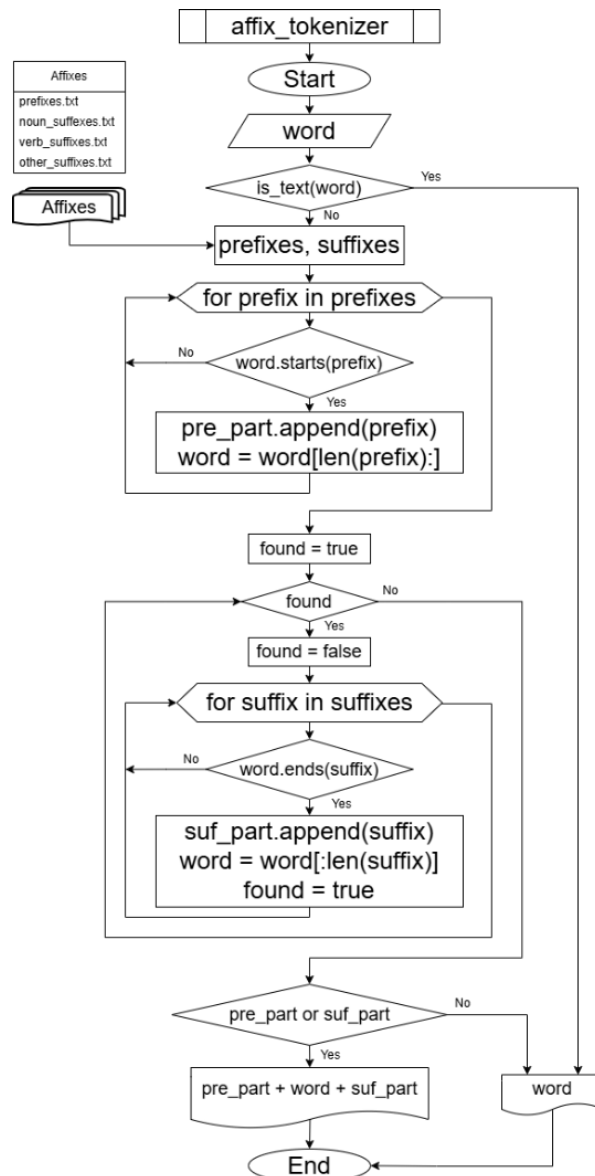 affix_tokenizer
Start
Affixes
prefixes.txt
noun_suffexes.txt
verb_suffixes.txt
other_suffixes.txt
word
is_text(word)
Yes
No
Affixes
prefixes, suffixes
for prefix in prefixes
No
word.starts(prefix)
Yes
pre_part.append(prefix)
word = word[len(prefix):]
found = true
found
No
Yes
found = false
for suffix in suffixes
No
word.ends(suffix)
Yes
suf_part.append(suffix)
word = word[:len(suffix)]
found = true
pre_part or suf_part
No
Yes
pre_part + word + suf_part
word
End